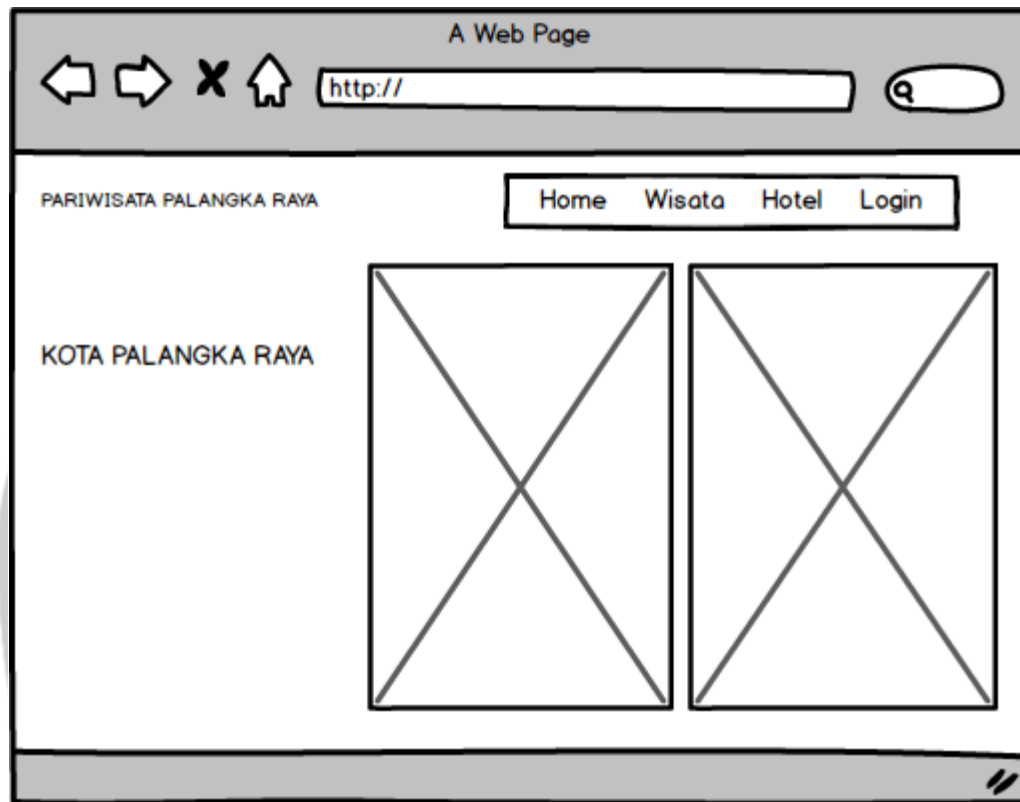 A Web Page
http://
PARIWISATA PALANGKA RAYA
Home Wisata Hotel Login
KOTA PALANGKA RAYA